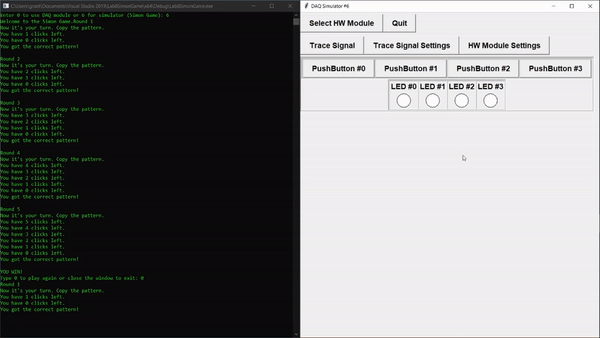 C:\Users\grant\Documents\Visual Studio 2019\Lab8SimonGame\x64\Debug\Lab8SimonGame.exe
Enter 0 to use DAQ module or 6 for simulator (Simon Game): 6
Welcome to the Simon Game.Round 1
Now it's your turn. Copy the pattern.
You have 1 clicks left.
You have 0 clicks left.
You got the correct pattern!
Round 2
Now it's your turn. Copy the pattern.
You have 2 clicks left.
You have 1 clicks left.
You have 0 clicks left.
You got the correct pattern!
Round 3
Now it's your turn. Copy the pattern.
You have 3 clicks left.
You have 2 clicks left.
You have 1 clicks left.
You have 0 clicks left.
You got the correct pattern!
Round 4
Now it's your turn. Copy the pattern.
You have 4 clicks left.
You have 3 clicks left.
You have 2 clicks left.
You have 1 clicks left.
You have 0 clicks left.
You got the correct pattern!
Round 5
Now it's your turn. Copy the pattern.
You have 5 clicks left.
You have 4 clicks left.
You have 3 clicks left.
You have 2 clicks left.
You have 1 clicks left.
You have 0 clicks left.
You got the correct pattern!
YOU WIN!
Type 0 to play again or close the window to exit: 0
Round 1
Now it's your turn. Copy the pattern.
You have 1 clicks left.
You have 0 clicks left.
You got the correct pattern!
DAQ Simulator #6
Select HW Module Quit
Trace Signal Trace Signal Settings HW Module Settings
PushButton #0 PushButton #1 PushButton #2 PushButton #3
LED #0 LED #1 LED #2 LED #3